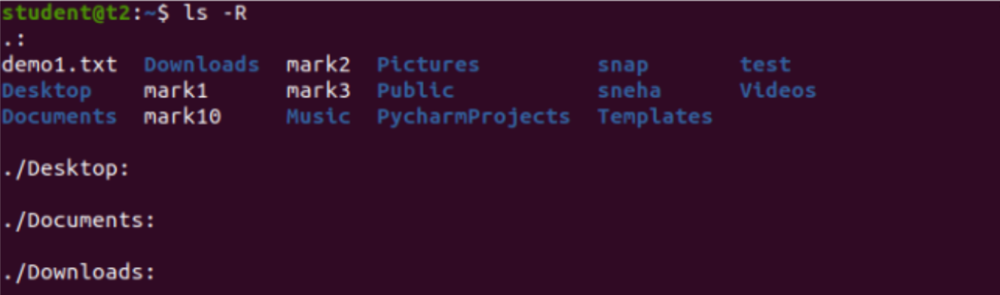 student@t2:~$ ls -R
.:
demo1.txt  Downloads  mark2  Pictures         snap       test
Desktop    mark1      mark3  Public           sneha      Videos
Documents  mark10     Music  PycharmProjects  Templates

./Desktop:

./Documents:

./Downloads: